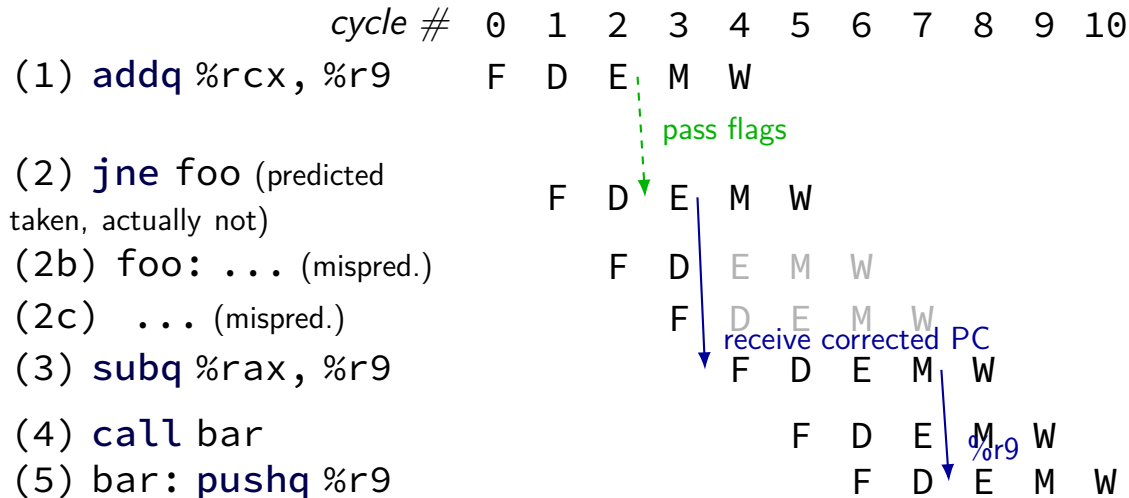 cycle # 0 1 2 3 4 5 6 7 8 9 10
(1) addq %rcx, %r9 F D E M W
pass flags
(2) jne foo (predicted
taken, actually not) F D E M W
(2b) foo: ... (mispred.) F D E M W
(2c) ... (mispred.) F D E M W
receive corrected PC
(3) subq %rax, %r9 F D E M W
(4) call bar F D E M W
%r9
(5) bar: pushq %r9 F D E M W